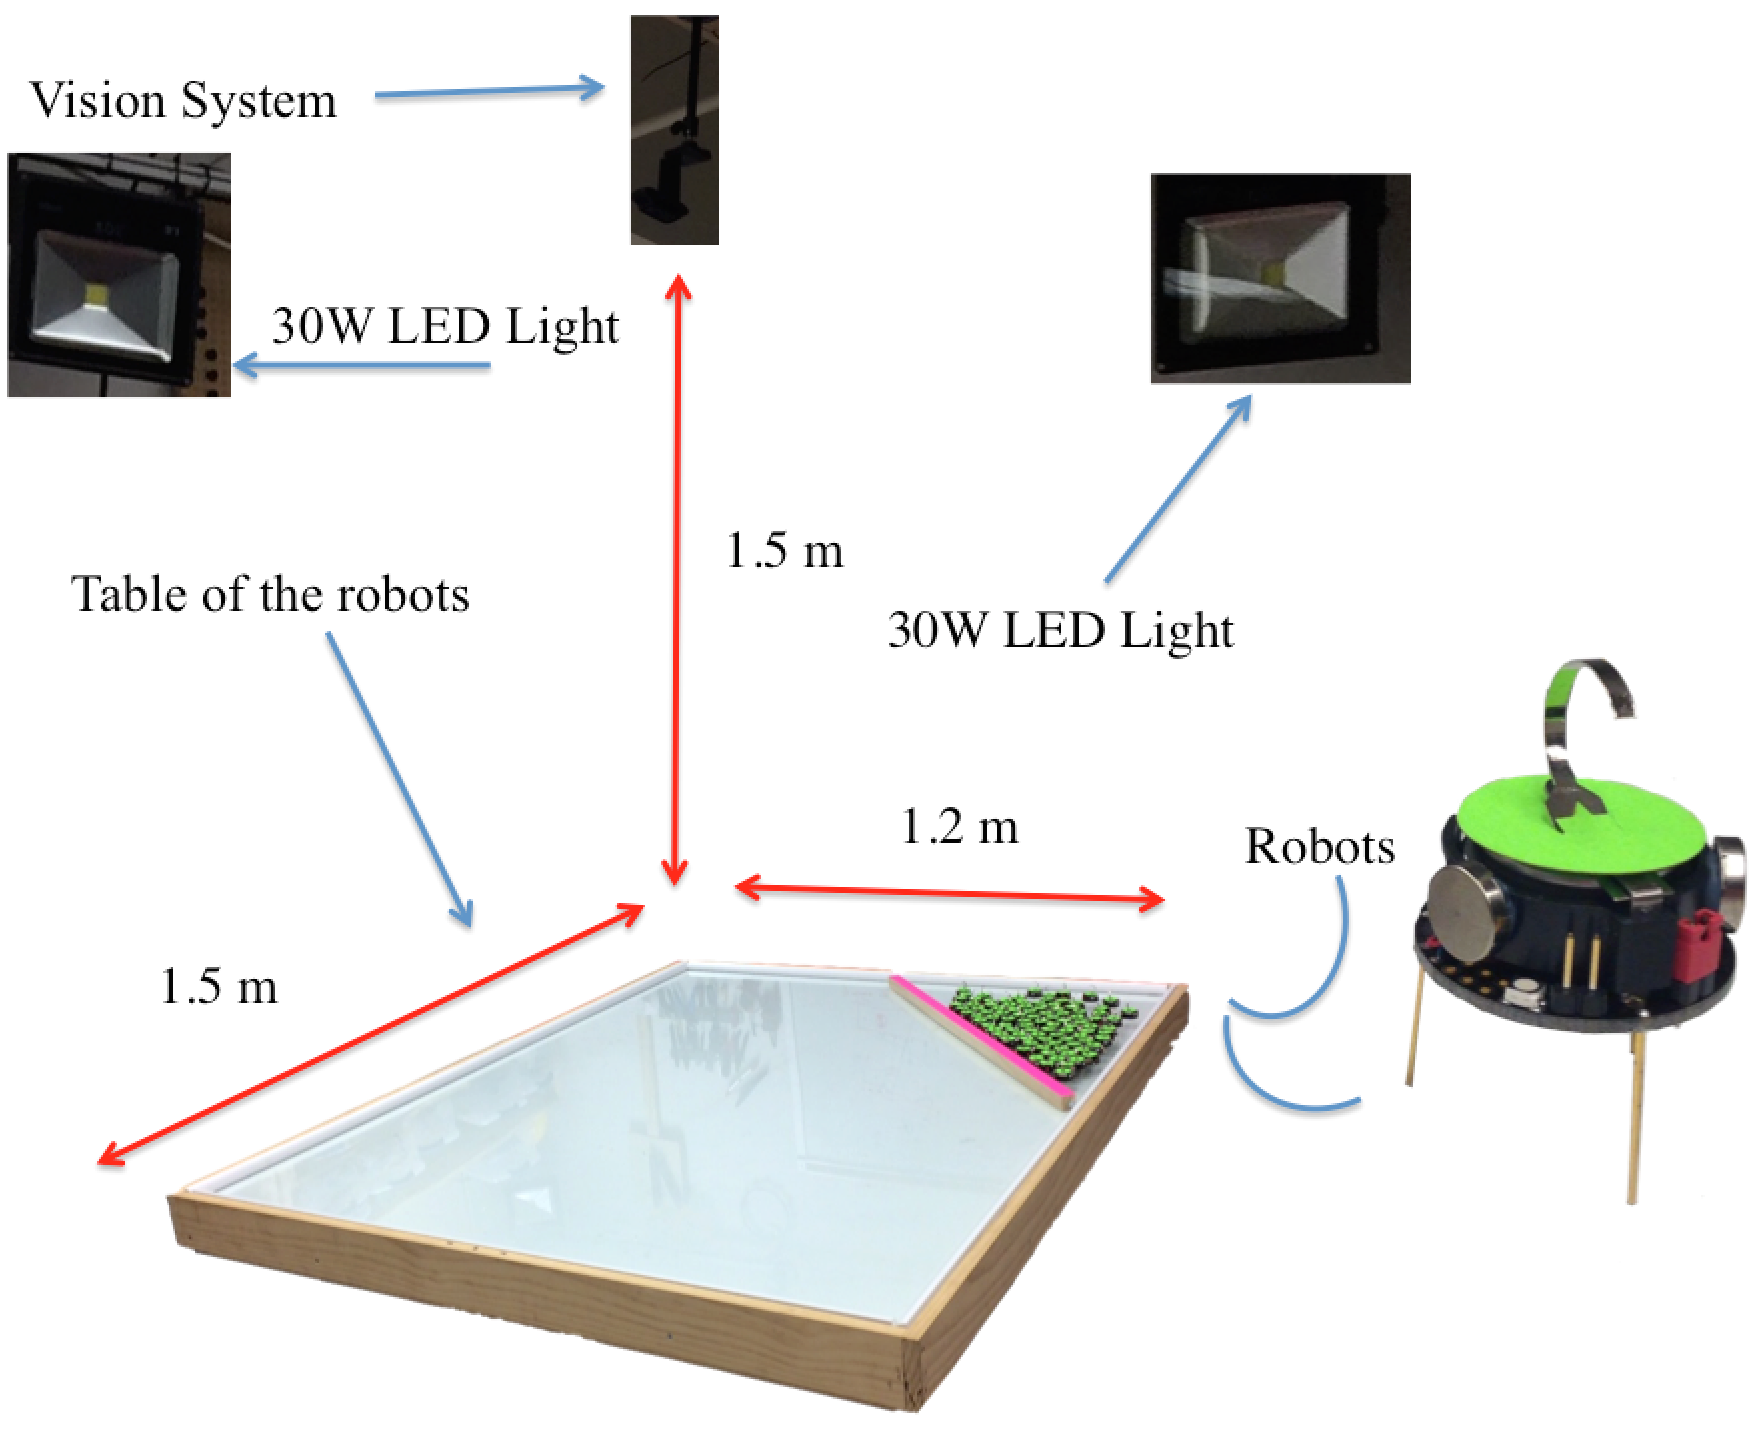 Vision System
30W LED Light
1.5 m
Table of the robots
30W LED Light
1.2 m
Robots
1.5 m